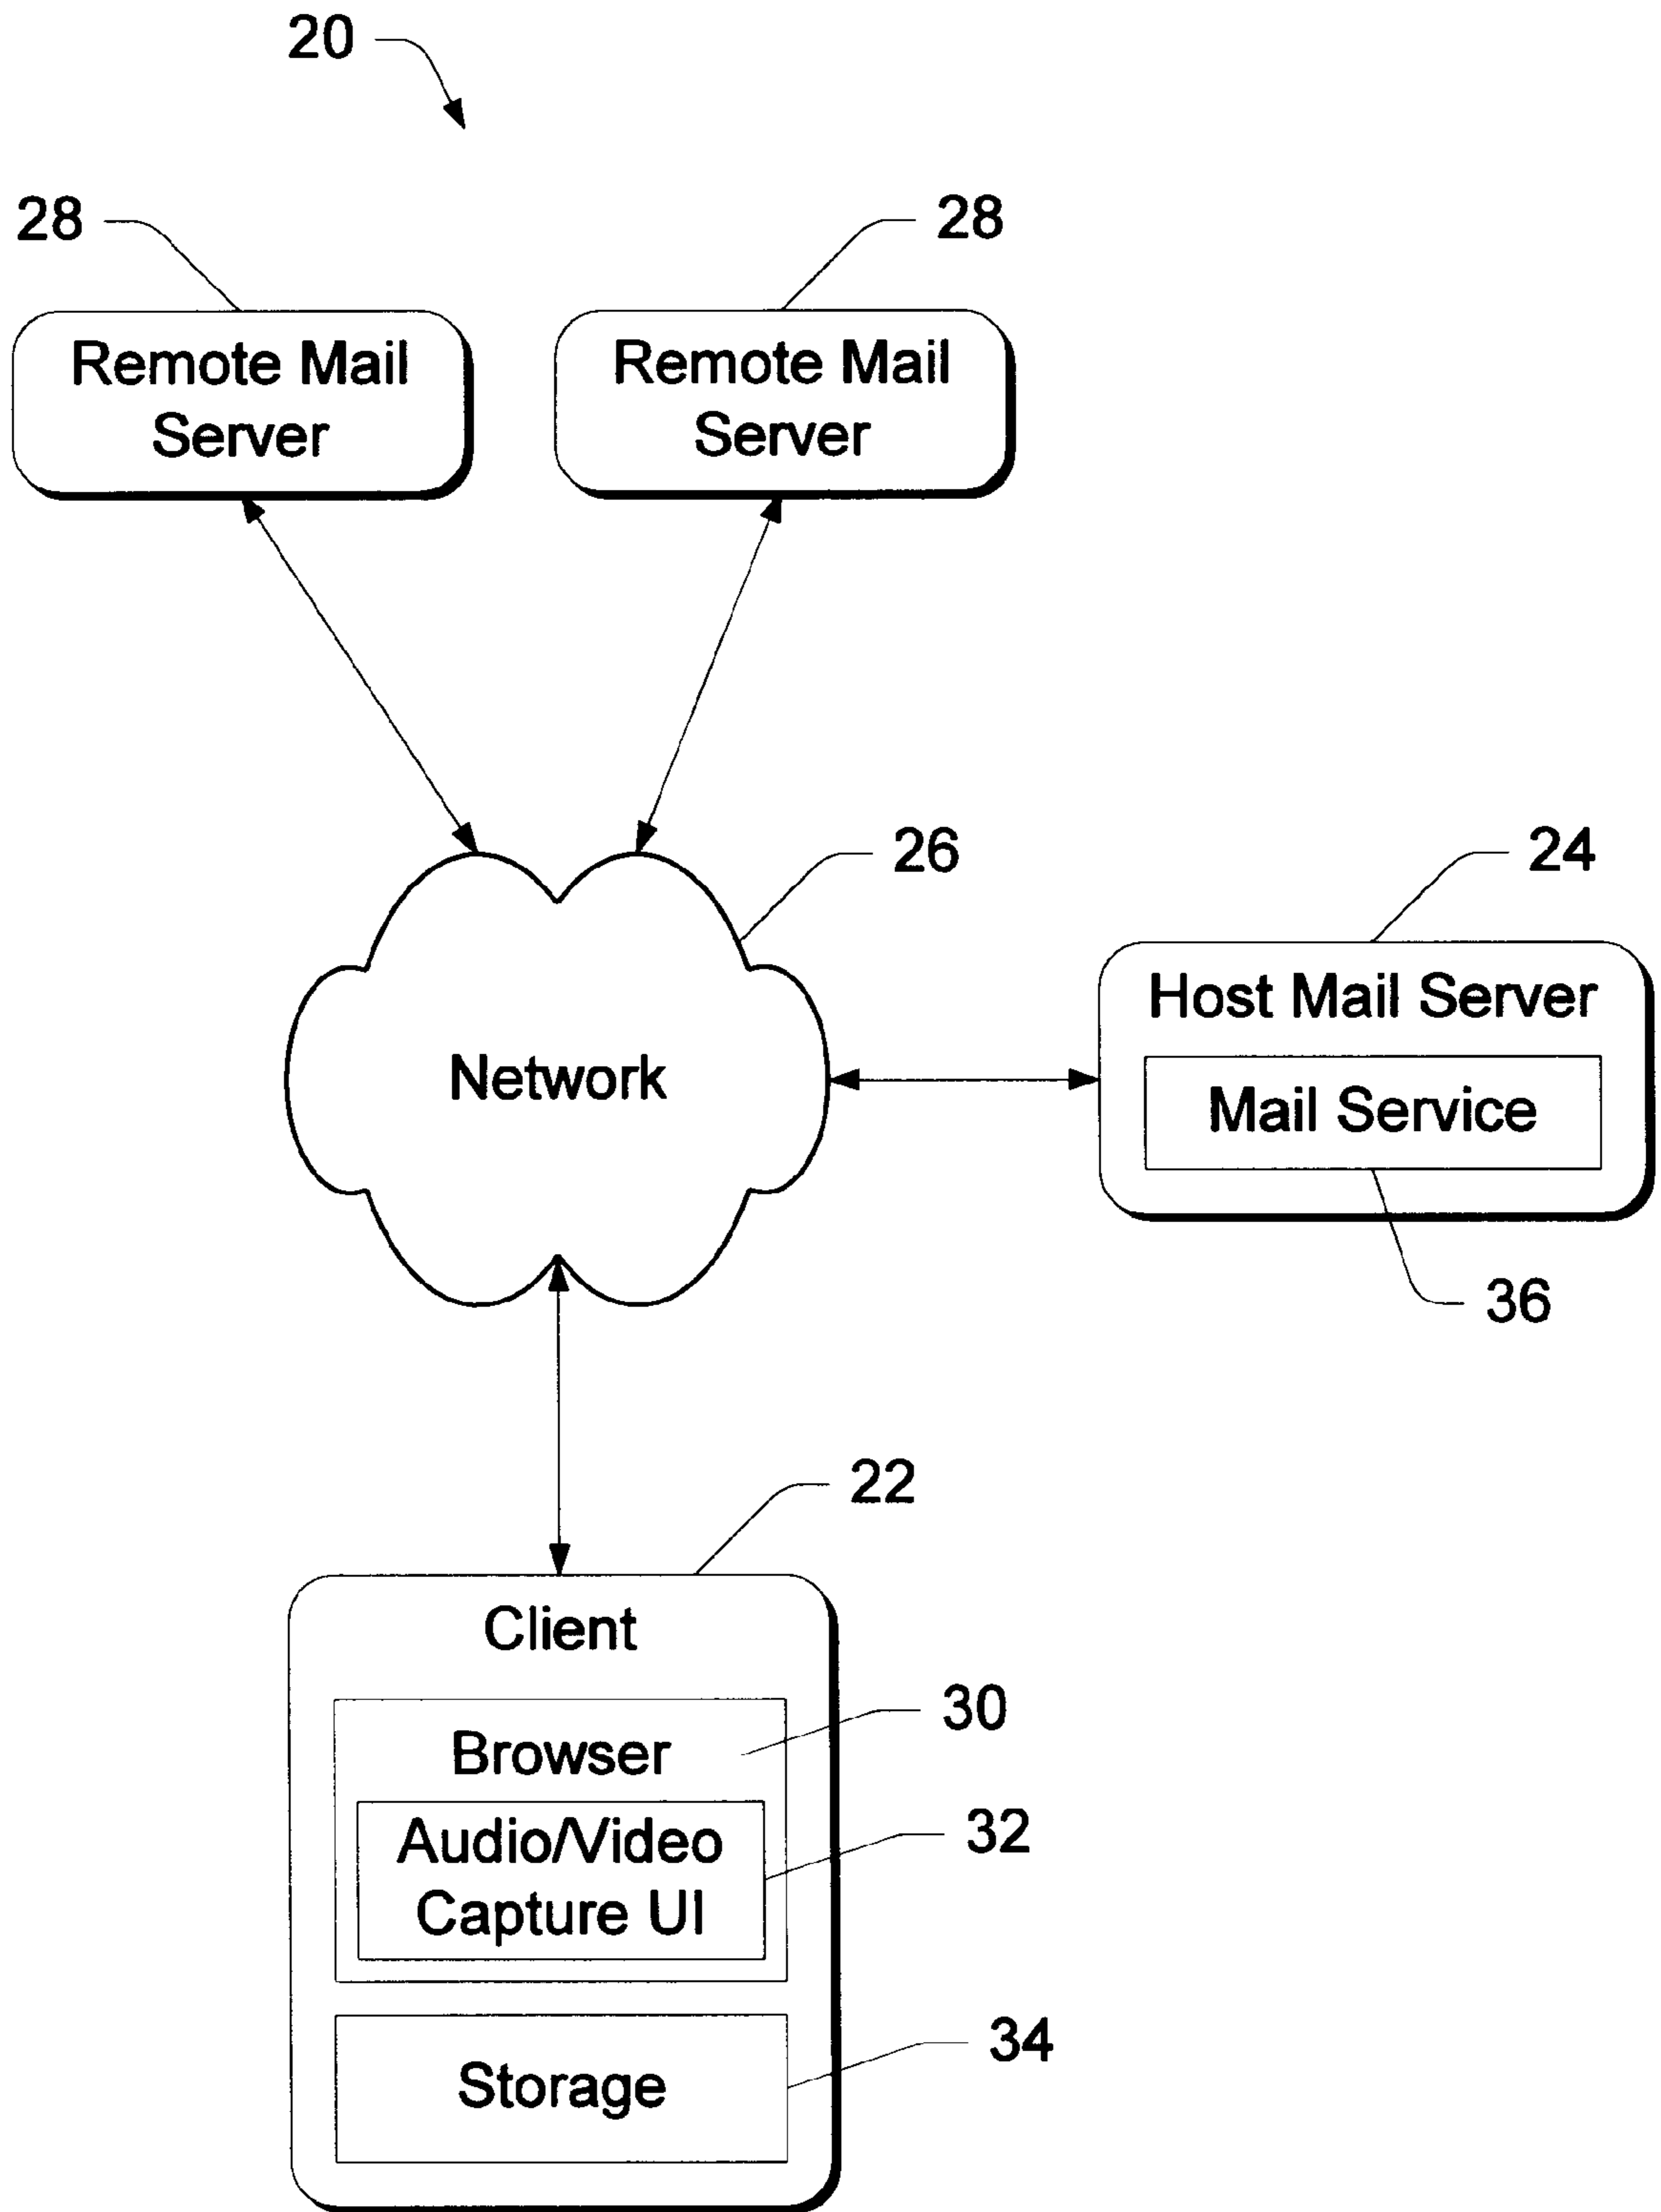 20
28
28
Remote Mail
Server
Remote Mail
Server
26
24
Network
Host Mail Server
Mail Service
36
22
Client
30
Browser
32
Audio/Video
Capture UI
34
Storage